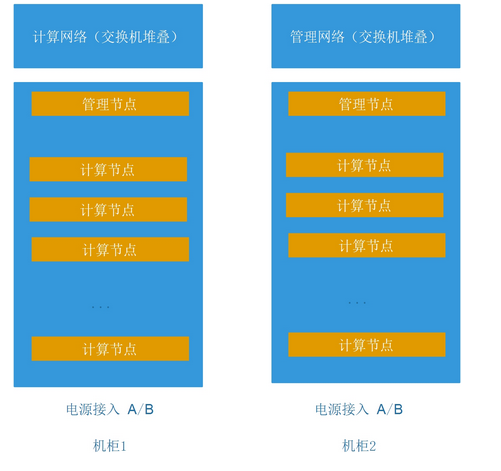 计算网络（交换机堆叠）
管理节点
计算节点
计算节点
计算节点
...
计算节点
电源接入 A/B
机柜1
管理网络（交换机堆叠）
管理节点
计算节点
计算节点
计算节点
...
计算节点
电源接入 A/B
机柜2